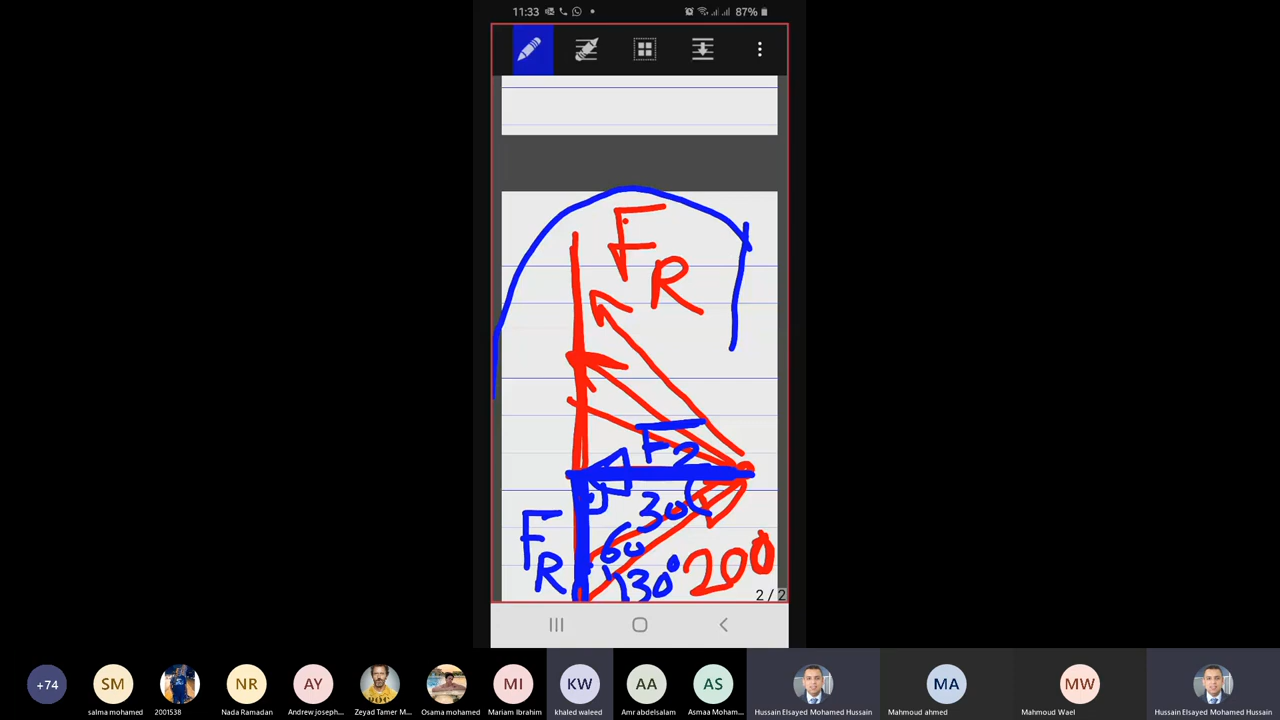 11:33
87%
F
R
F2
30
F
R
60
30°
200
2 / 2
+74
SM
NR
AY
MI
KW
AA
AS
MA
MW
salma mohamed
2001538
Nada Ramadan
Andrew joseph...
Zeyad Tamer M...
Osama mohamed
Mariam Ibrahim
khaled waleed
Amr abdelsalam
Asmaa Moham...
Hussain Elsayed Mohamed Hussain
Mahmoud ahmed
Mahmoud Wael
Hussain Elsayed Mohamed Hussain